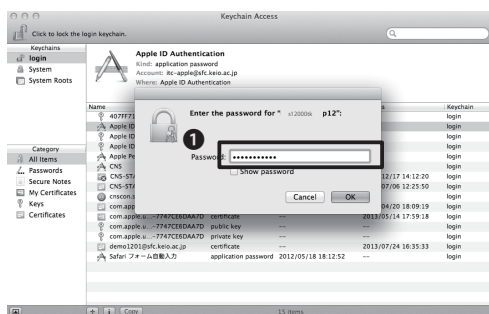 Keychain Access
Click to lock the login keychain.
Keychains
login
System
System Roots
Category
All Items
Passwords
Secure Notes
My Certificates
Keys
Certificates
Apple ID Authentication
Kind: application password
Account: itc-apple@sfc.keio.ac.jp
Where: Apple ID Authentication
Name
Keychain
407FF71
login
Apple ID
login
Apple ID
login
Apple ID
login
Apple Pe
login
CNS
login
CNS-STA
12/17 14:12:20
login
CNS-STA
07/06 12:25:50
login
cnscon.s
login
com.app
04/20 18:09:19
login
com.apple.u...-7747CE6DAA7D certificate -- 2013/05/14 17:59:18 login
com.apple.u...-7747CE6DAA7D public key -- -- login
com.apple.u...-7747CE6DAA7D private key -- -- login
demo1201@sfc.keio.ac.jp certificate -- 2013/07/24 16:35:33 login
Safari フォーム自動入力 application password 2012/05/18 18:12:52 -- login
Enter the password for " s12000tk p12":
1
Password: •••••••••••
Show password
Cancel
OK
Copy
15 items